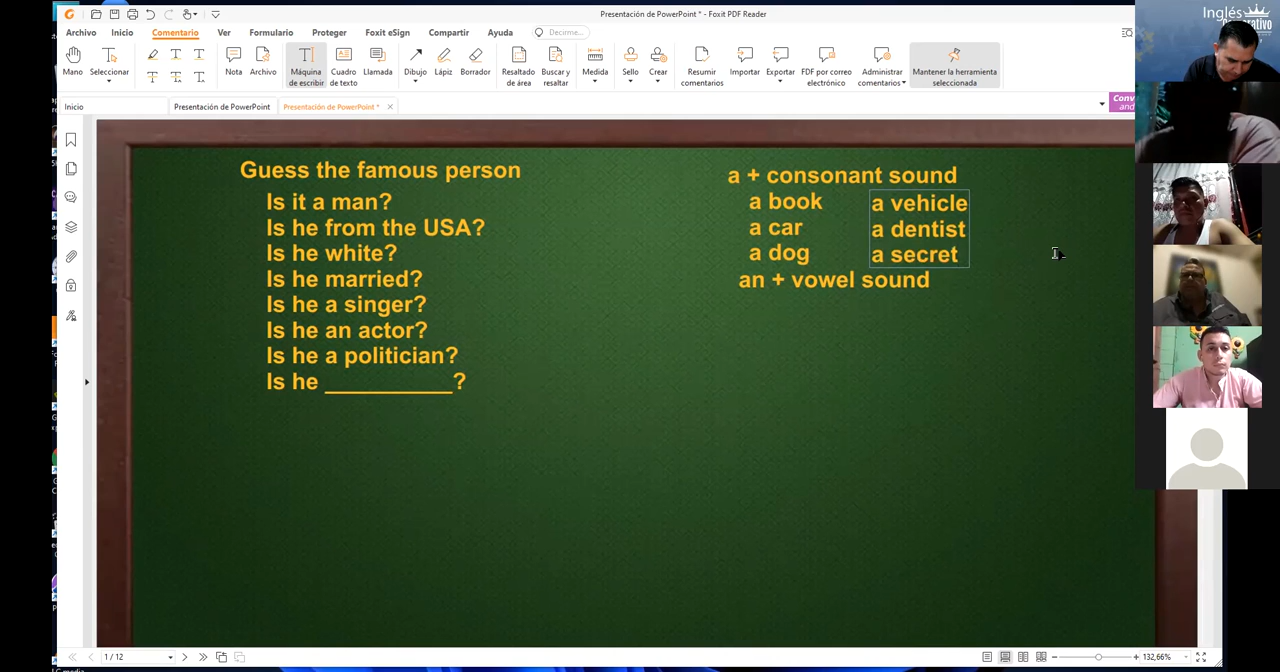 Presentación de PowerPoint * - Foxit PDF Reader
Archivo Inicio Comentario Ver Formulario Proteger Foxit eSign Compartir Ayuda Decirme...
Mano Seleccionar Nota Archivo Máquina de escribir Cuadro de texto Llamada Dibujo Lápiz Borrador Resaltado de área Buscar y resaltar Medida Sello Crear Resumir comentarios Importar Exportar FDF por correo electrónico Administrar comentarios Mantener la herramienta seleccionada
Inicio Presentación de PowerPoint Presentación de PowerPoint *
Guess the famous person
Is it a man?
Is he from the USA?
Is he white?
Is he married?
Is he a singer?
Is he an actor?
Is he a politician?
Is he __________?
a + consonant sound
a book
a car
a dog
a vehicle
a dentist
a secret
an + vowel sound
Inglés
1 / 12
132,66%